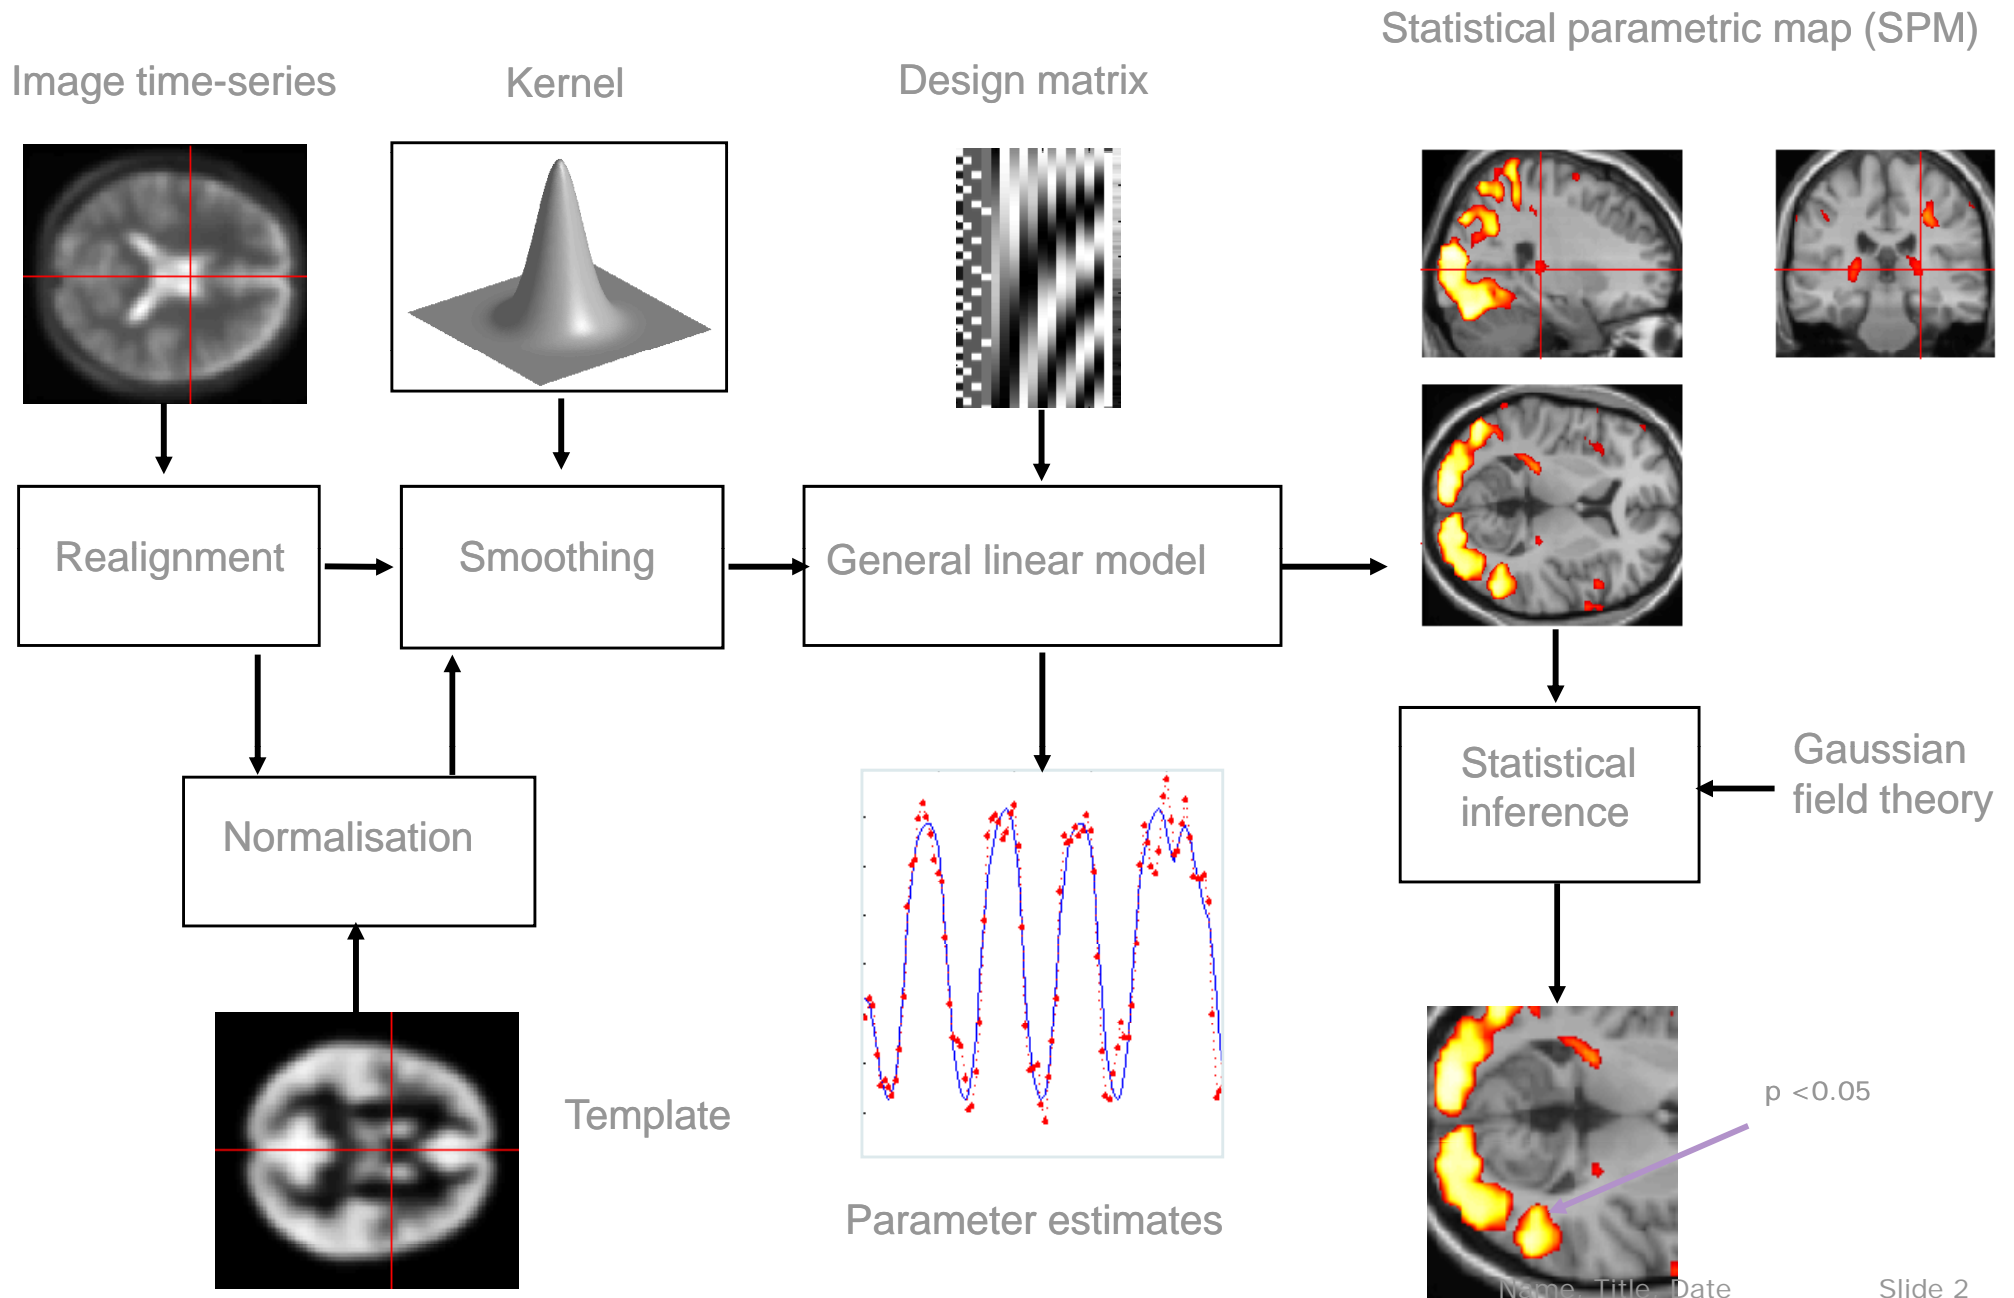 Statistical parametric map (SPM)
Image time-series
Kernel
Design matrix
Realignment
Smoothing
General linear model
Statistical
inference
Gaussian
field theory
Normalisation
Template
p <0.05
Parameter estimates
Name, Title, Date
Slide 2